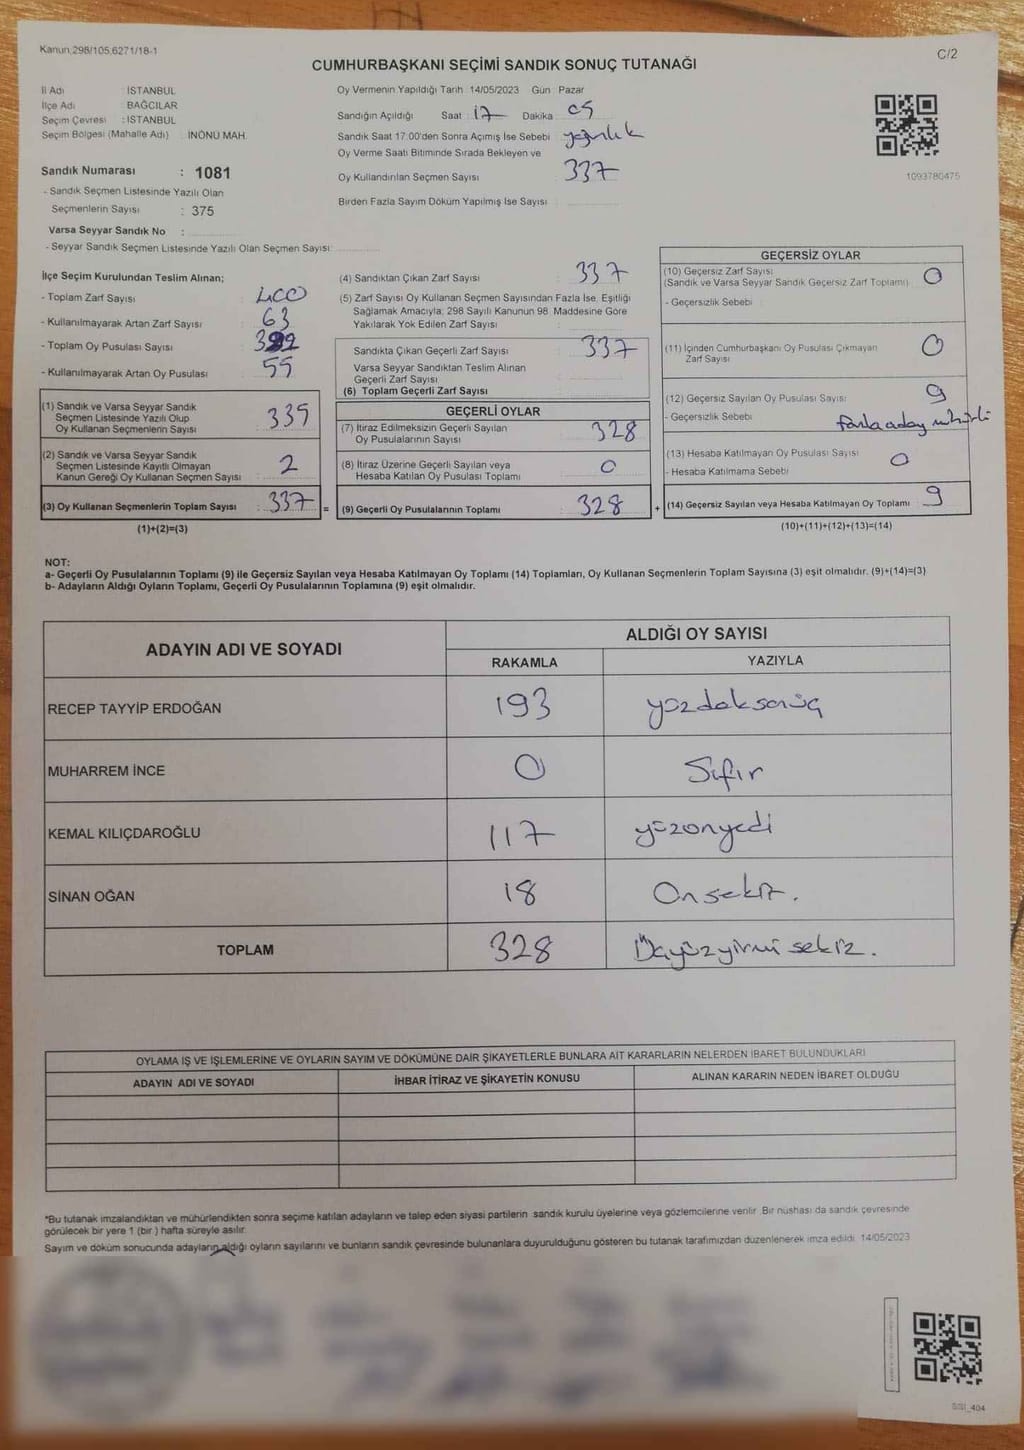 Kanun 298/105,6271/18-1
C/2
CUMHURBAŞKANI SEÇİMİ SANDIK SONUÇ TUTANAĞI
İl Adı : İSTANBUL
İlçe Adı : BAĞCILAR
Seçim Çevresi : İSTANBUL
Seçim Bölgesi (Mahalle Adı) : İNÖNÜ MAH.
Sandık Numarası : 1081
- Sandık Seçmen Listesinde Yazılı Olan
Seçmenlerin Sayısı : 375
Varsa Seyyar Sandık No :
- Seyyar Sandık Seçmen Listesinde Yazılı Olan Seçmen Sayısı:
Oy Vermenin Yapıldığı Tarih 14/05/2023 Gün : Pazar
Sandığın Açıldığı Saat : 17 Dakika 05
Sandık Saat 17:00'den Sonra Açılmış İse Sebebi yoğunluk
Oy Verme Saati Bitiminde Sırada Bekleyen ve
Oy Kullandırılan Seçmen Sayısı : 337
Birden Fazla Sayım Döküm Yapılmış İse Sayısı :
1093780475
İlçe Seçim Kurulundan Teslim Alınan;
- Toplam Zarf Sayısı : 400
- Kullanılmayarak Artan Zarf Sayısı : 63
- Toplam Oy Pusulası Sayısı : 392
- Kullanılmayarak Artan Oy Pusulası : 55
(1) Sandık ve Varsa Seyyar Sandık
Seçmen Listesinde Yazılı Olup
Oy Kullanan Seçmenlerin Sayısı : 335
(2) Sandık ve Varsa Seyyar Sandık
Seçmen Listesinde Kayıtlı Olmayan
Kanun Gereği Oy Kullanan Seçmen Sayısı : 2
(3) Oy Kullanan Seçmenlerin Toplam Sayısı : 337 =
(1)+(2)=(3)
(4) Sandıktan Çıkan Zarf Sayısı : 337
(5) Zarf Sayısı Oy Kullanan Seçmen Sayısından Fazla İse, Eşitliği
Sağlamak Amacıyla; 298 Sayılı Kanunun 98. Maddesine Göre
Yakılarak Yok Edilen Zarf Sayısı :
Sandıkta Çıkan Geçerli Zarf Sayısı : 337
Varsa Seyyar Sandıktan Teslim Alınan
Geçerli Zarf Sayısı
(6) Toplam Geçerli Zarf Sayısı :
GEÇERLİ OYLAR
(7) İtiraz Edilmeksizin Geçerli Sayılan
Oy Pusulalarının Sayısı : 328
(8) İtiraz Üzerine Geçerli Sayılan veya
Hesaba Katılan Oy Pusulası Toplamı : 0
(9) Geçerli Oy Pusulalarının Toplamı : 328 +
GEÇERSİZ OYLAR
(10) Geçersiz Zarf Sayısı : 0
(Sandık ve Varsa Seyyar Sandık Geçersiz Zarf Toplamı)
- Geçersizlik Sebebi :
(11) İçinden Cumhurbaşkanı Oy Pusulası Çıkmayan
Zarf Sayısı : 0
(12) Geçersiz Sayılan Oy Pusulası Sayısı : 9
- Geçersizlik Sebebi : fazla aday mühürlü
(13) Hesaba Katılmayan Oy Pusulası Sayısı : 0
- Hesaba Katılmama Sebebi :
(14) Geçersiz Sayılan veya Hesaba Katılmayan Oy Toplamı : 9
(10)+(11)+(12)+(13)=(14)
NOT:
a- Geçerli Oy Pusulalarının Toplamı (9) ile Geçersiz Sayılan veya Hesaba Katılmayan Oy Toplamı (14) Toplamları, Oy Kullanan Seçmenlerin Toplam Sayısına (3) eşit olmalıdır. (9)+(14)=(3)
b- Adayların Aldığı Oyların Toplamı, Geçerli Oy Pusulalarının Toplamına (9) eşit olmalıdır.
ADAYIN ADI VE SOYADI ALDIĞI OY SAYISI
RAKAMLA YAZIYLA
RECEP TAYYİP ERDOĞAN 193 yüzdoksanüç
MUHARREM İNCE 0 Sıfır
KEMAL KILIÇDAROĞLU 117 yüzonyedi
SİNAN OĞAN 18 Onsekiz.
TOPLAM 328 Üçyüzyirmi sekiz.
OYLAMA İŞ VE İŞLEMLERİNE VE OYLARIN SAYIM VE DÖKÜMÜNE DAİR ŞİKAYETLERLE BUNLARA AİT KARARLARIN NELERDEN İBARET BULUNDUKLARI
ADAYIN ADI VE SOYADI İHBAR İTİRAZ VE ŞİKAYETİN KONUSU ALINAN KARARIN NEDEN İBARET OLDUĞU
*Bu tutanak imzalandıktan ve mühürlendikten sonra seçime katılan adayların ve talep eden siyasi partilerin sandık kurulu üyelerine veya gözlemcilerine verilir. Bir nüshası da sandık çevresinde
görülecek bir yere 1 (bir) hafta süreyle asılır.
Sayım ve döküm sonucunda adayların aldığı oyların sayılarını ve bunların sandık çevresinde bulunanlara duyurulduğunu gösteren bu tutanak tarafımızdan düzenlenerek imza edildi. 14/05/2023
SSI_404